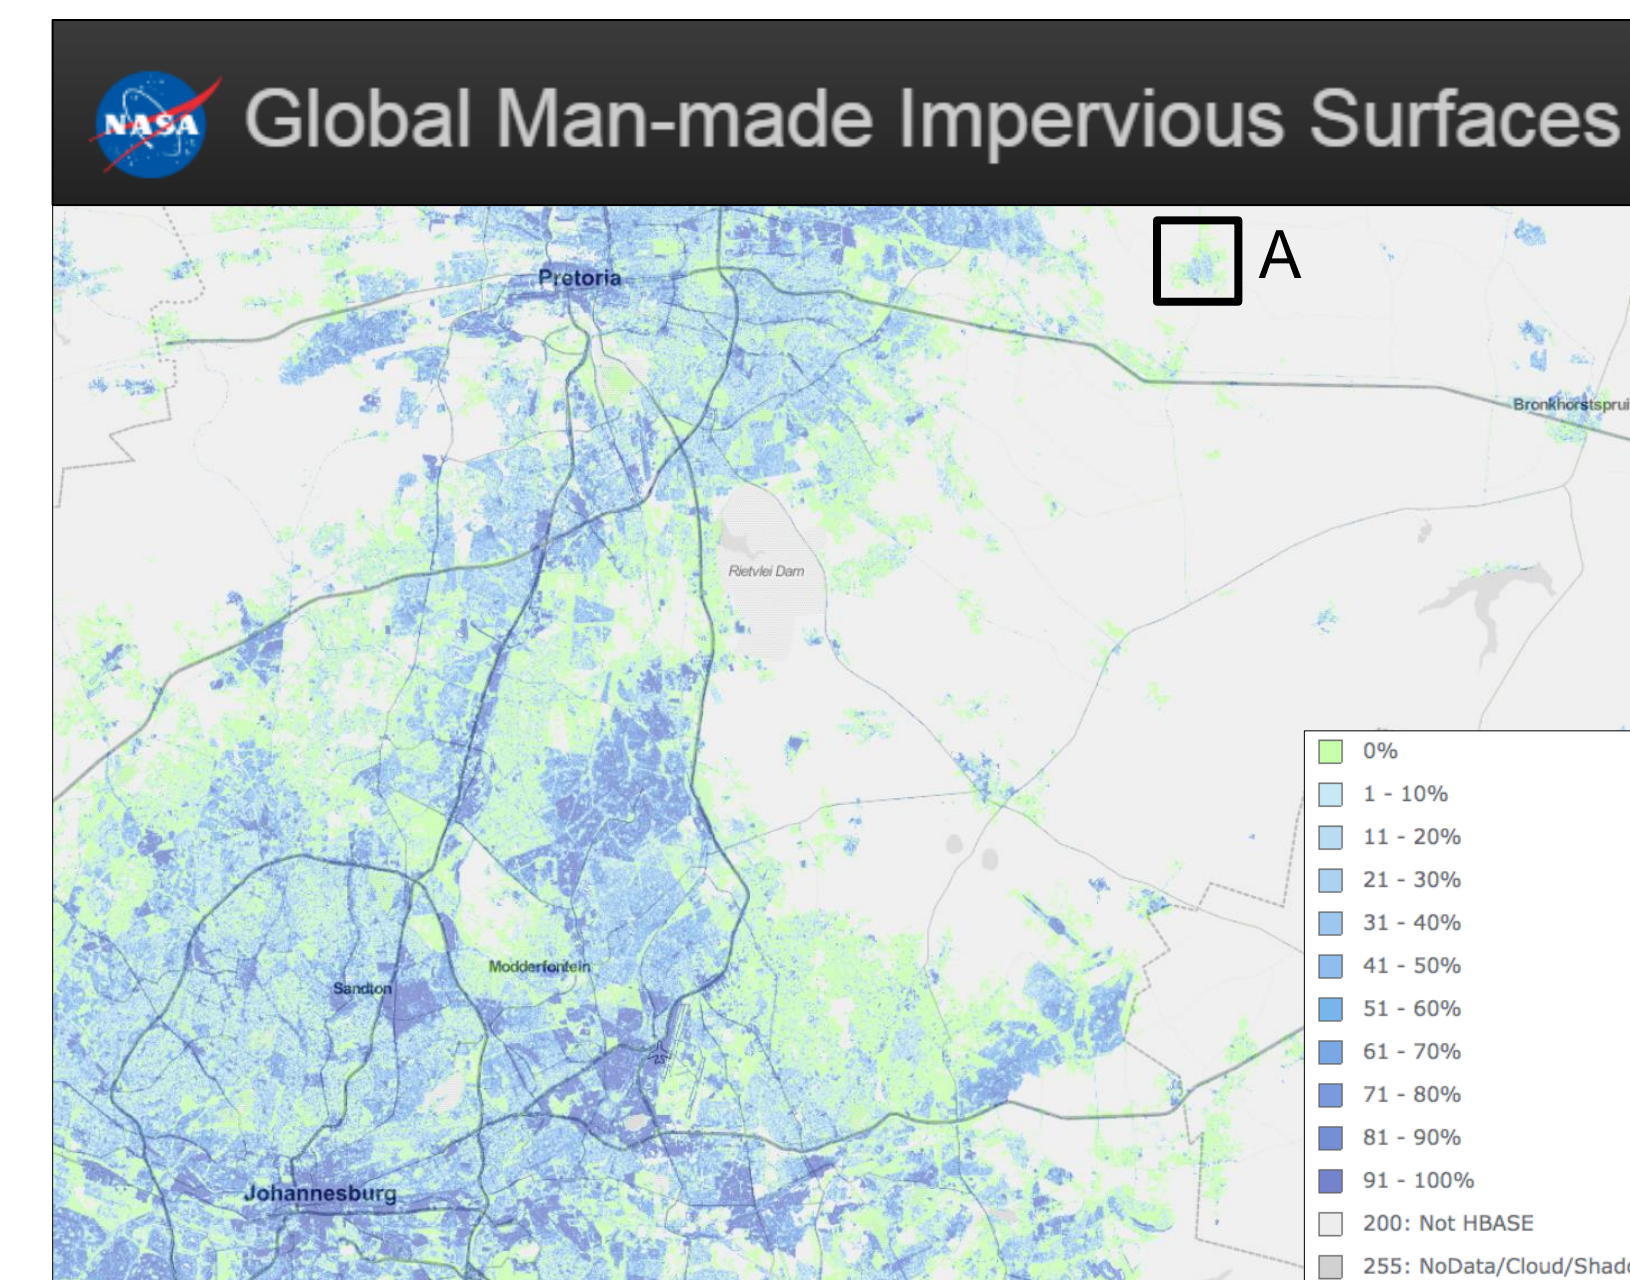 NASA Global Man-made Impervious Surfaces
A
Pretoria
Bronkhorstsprui
Rietvlei Dam
0%
1 - 10%
11 - 20%
21 - 30%
31 - 40%
Modderfontein
41 - 50%
Sandton
51 - 60%
61 - 70%
71 - 80%
81 - 90%
91 - 100%
Johannesburg
200: Not HBASE
255: NoData/Cloud/Shado